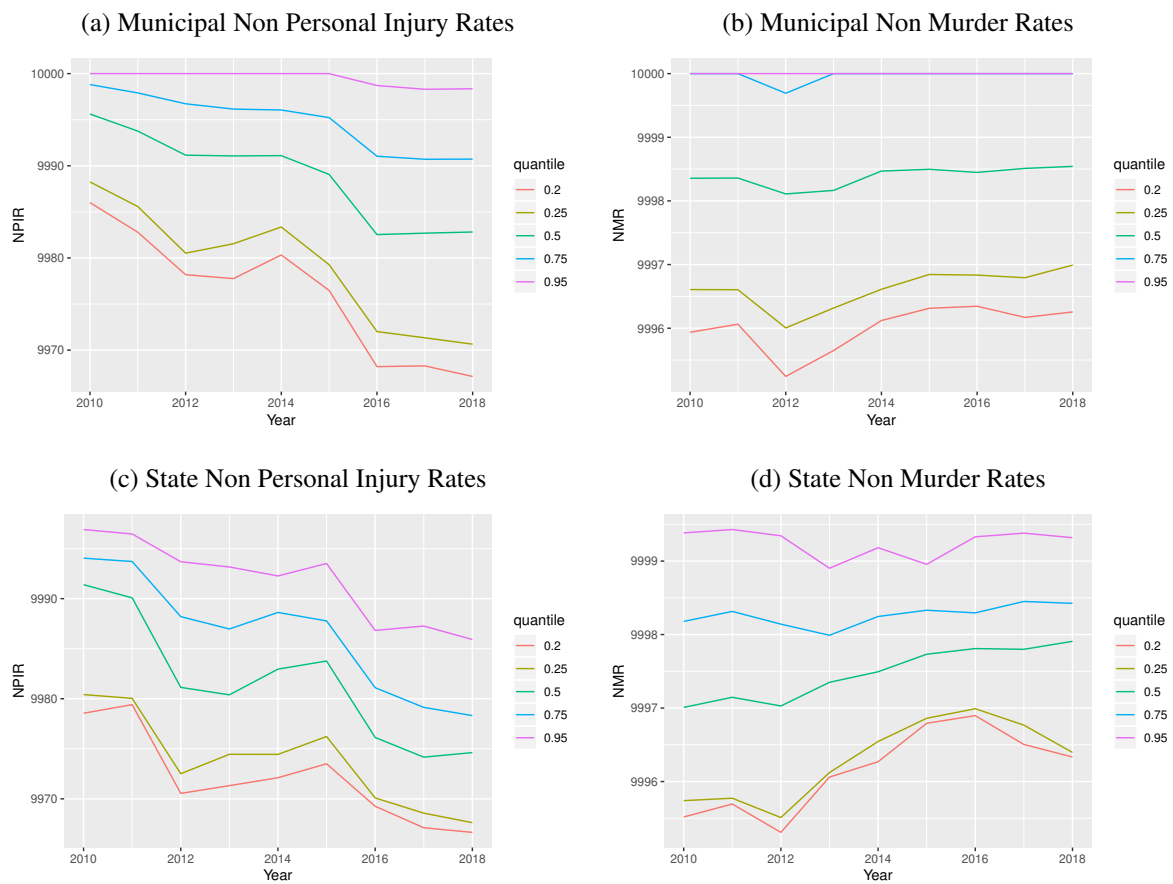 (a) Municipal Non Personal Injury Rates
10000
9990
9980
9970
NPIR
2010 2012 2014 2016 2018
Year
quantile
0.2
0.25
0.5
0.75
0.95
(b) Municipal Non Murder Rates
10000
9999
9998
9997
9996
NMR
2010 2012 2014 2016 2018
Year
quantile
0.2
0.25
0.5
0.75
0.95
(c) State Non Personal Injury Rates
9990
9980
9970
NPIR
2010 2012 2014 2016 2018
Year
quantile
0.2
0.25
0.5
0.75
0.95
(d) State Non Murder Rates
9999
9998
9997
9996
NMR
2010 2012 2014 2016 2018
Year
quantile
0.2
0.25
0.5
0.75
0.95